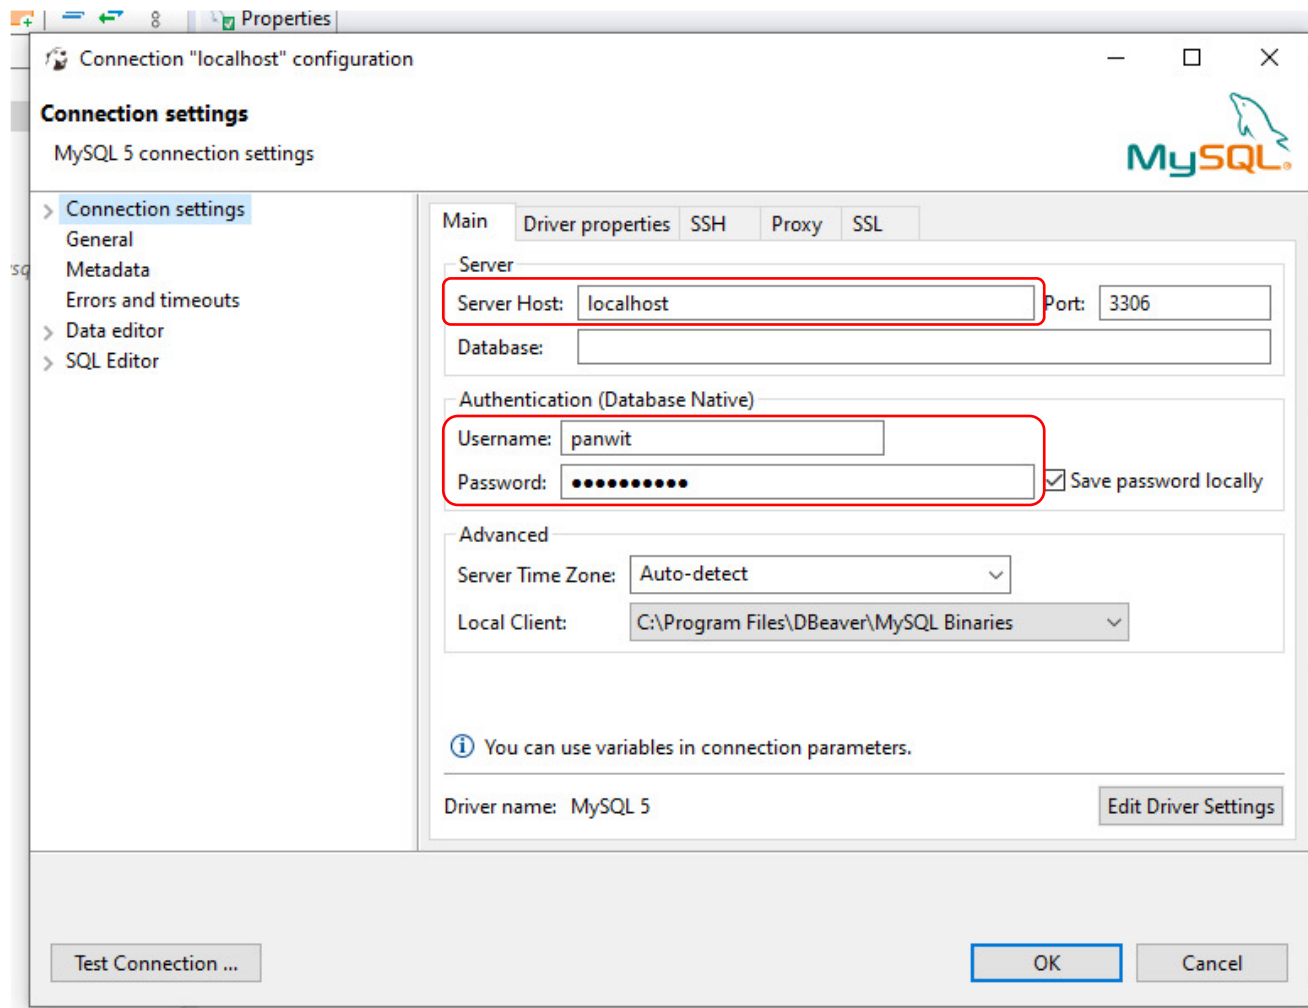 Properties
Connection "localhost" configuration
Connection settings
MySQL 5 connection settings
MySQL®
Connection settings
General
Metadata
Errors and timeouts
Data editor
SQL Editor
Main Driver properties SSH Proxy SSL
Server
Server Host: localhost Port: 3306
Database:
Authentication (Database Native)
Username: panwit
Password: ●●●●●●●●●●
Save password locally
Advanced
Server Time Zone: Auto-detect
Local Client: C:\Program Files\DBeaver\MySQL Binaries
You can use variables in connection parameters.
Driver name: MySQL 5 Edit Driver Settings
Test Connection ... OK Cancel